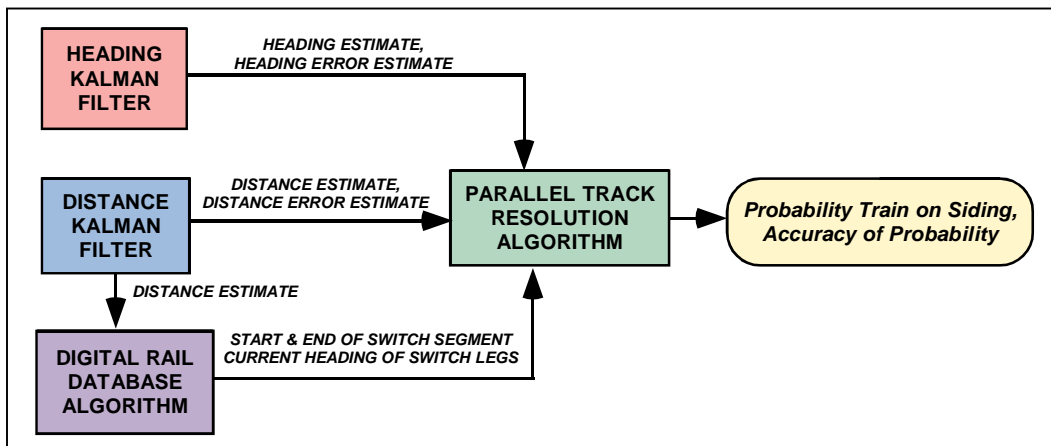 HEADING
KALMAN
FILTER
HEADING ESTIMATE,
HEADING ERROR ESTIMATE
DISTANCE
KALMAN
FILTER
DISTANCE ESTIMATE,
DISTANCE ERROR ESTIMATE
PARALLEL TRACK
RESOLUTION
ALGORITHM
Probability Train on Siding,
Accuracy of Probability
DISTANCE ESTIMATE
DIGITAL RAIL
DATABASE
ALGORITHM
START & END OF SWITCH SEGMENT
CURRENT HEADING OF SWITCH LEGS